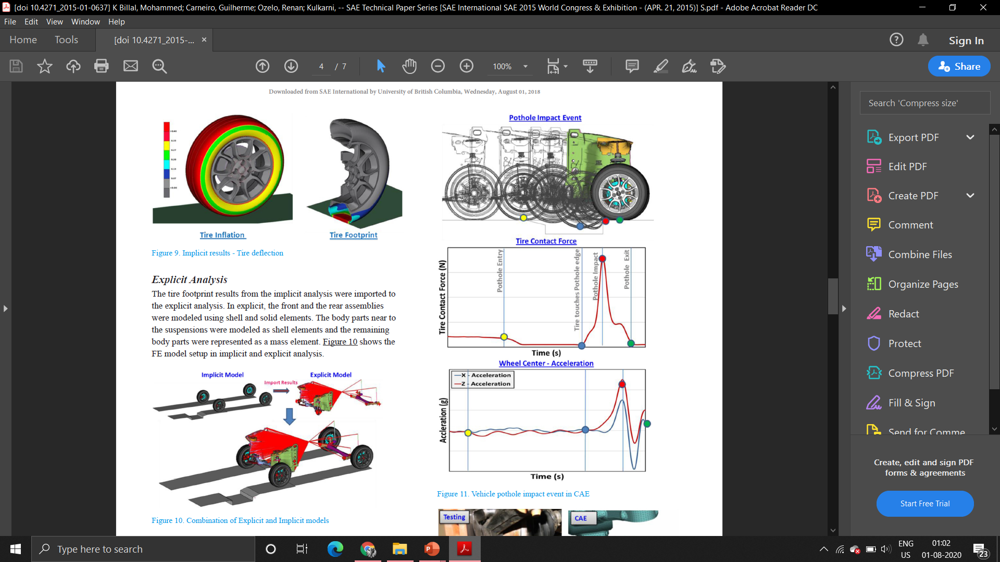 [doi 10.4271_2015-01-0637] K Billal, Mohammed; Carneiro, Guilherme; Ozelo, Renan; Kulkarni, -- SAE Technical Paper Series [SAE International SAE 2015 World Congress & Exhibition - (APR. 21, 2015)] S.pdf - Adobe Acrobat Reader DC
File Edit View Window Help
Home Tools [doi 10.4271_2015-... × Sign In
4 / 7 100% Share
Downloaded from SAE International by University of British Columbia, Wednesday, August 01, 2018
Tire Inflation Tire Footprint
Figure 9. Implicit results - Tire deflection
Explicit Analysis
The tire footprint results from the implicit analysis were imported to
the explicit analysis. In explicit, the front and the rear assemblies
were modeled using shell and solid elements. The body parts near to
the suspensions were modeled as shell elements and the remaining
body parts were represented as a mass element. Figure 10 shows the
FE model setup in implicit and explicit analysis.
Implicit Model Explicit Model
Import Results
Figure 10. Combination of Explicit and Implicit models
Pothole Impact Event
Tire Contact Force
Tire Contact Force (N)
Pothole Entry
Tire touches Pothole edge
Pothole Impact
Pothole Exit
Time (s)
Wheel Center - Acceleration
X - Acceleration
Z - Acceleration
Accleration (g)
Time (s)
Figure 11. Vehicle pothole impact event in CAE
Testing CAE
Search 'Compress size'
Export PDF
Edit PDF
Create PDF
Comment
Combine Files
Organize Pages
Redact
Protect
Compress PDF
Fill & Sign
Send for Comme
Create, edit and sign PDF
forms & agreements
Start Free Trial
Type here to search
ENG
US
01:02
01-08-2020
23